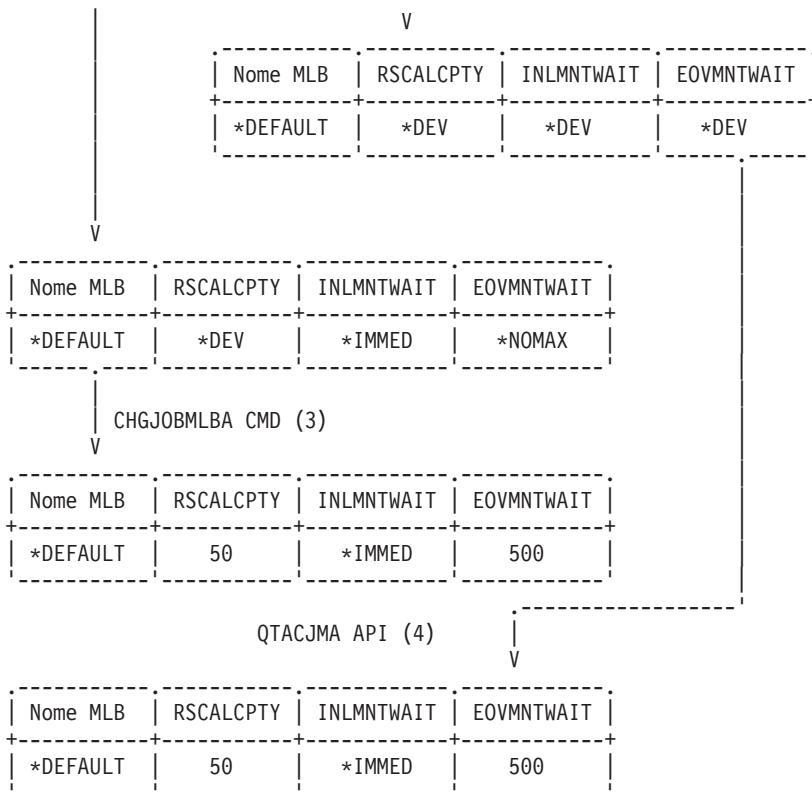 V
Nome MLB RSCALCPTY INLMNTWAIT EOVMNTWAIT
*DEFAULT *DEV *DEV *DEV
V
Nome MLB RSCALCPTY INLMNTWAIT EOVMNTWAIT
*DEFAULT *DEV *IMMED *NOMAX
CHGJOBMLBA CMD (3)
V
Nome MLB RSCALCPTY INLMNTWAIT EOVMNTWAIT
*DEFAULT 50 *IMMED 500
QTACJMA API (4)
V
Nome MLB RSCALCPTY INLMNTWAIT EOVMNTWAIT
*DEFAULT 50 *IMMED 500